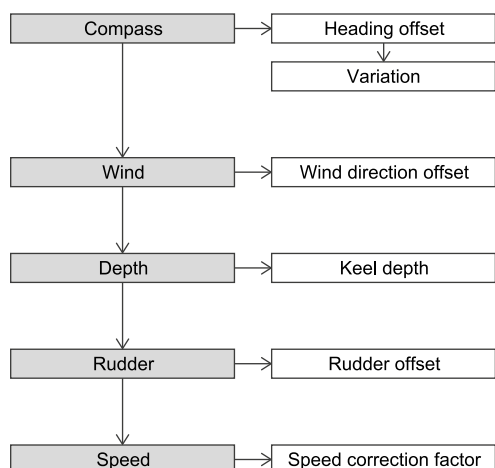 Compass
Heading offset
Variation
Wind
Wind direction offset
Depth
Keel depth
Rudder
Rudder offset
Speed
Speed correction factor